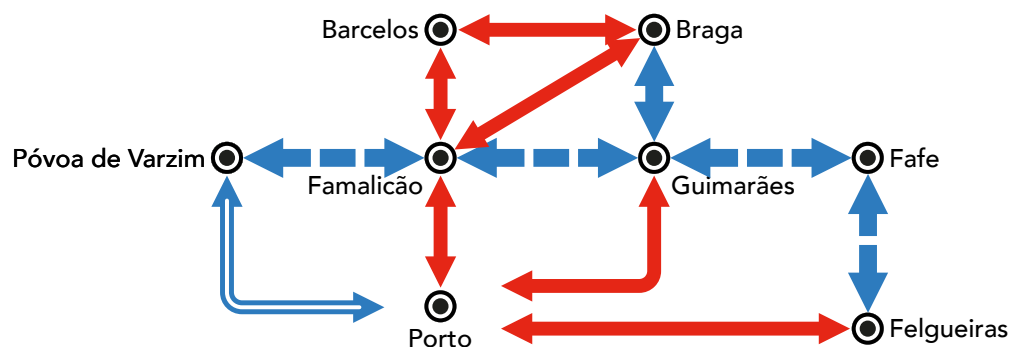 Barcelos
Braga
Póvoa de Varzim
Fafe
Famalicão
Guimarães
Porto
Felgueiras